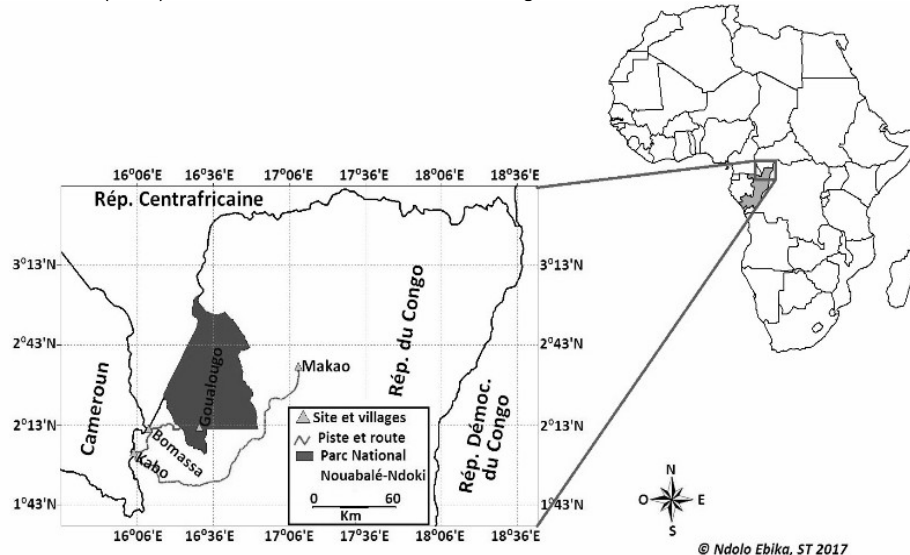 16°06'E 16°36'E 17°06'E 17°36'E 18°06'E 18°36'E
Rép. Centrafricaine
3°13'N 3°13'N
2°43'N 2°43'N
2°13'N 2°13'N
1°43'N 1°43'N
Cameroun
Goualougo
Makao
Rép. du Congo
Bomassa
Kabo
Rép. Démoc.
du Congo
Site et villages
Piste et route
Parc National
Nouabalé-Ndoki
0 60
Km
16°06'E 16°36'E 17°06'E 17°36'E 18°06'E 18°36'E
N
O E
S
© Ndolo Ebika, ST 2017